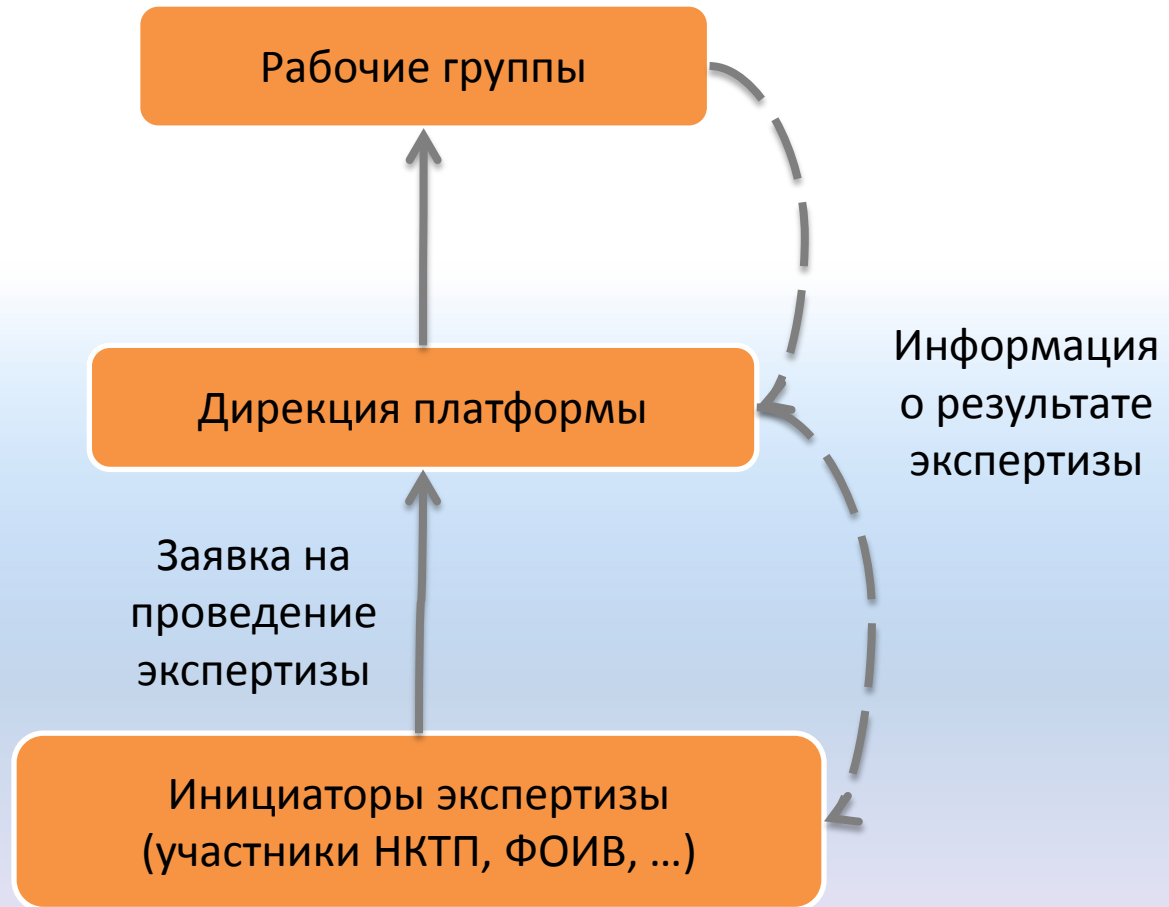 Рабочие группы
Дирекция платформы
Информация
о результате
экспертизы
Заявка на
проведение
экспертизы
Инициаторы экспертизы
(участники НКТП, ФОИВ, …)